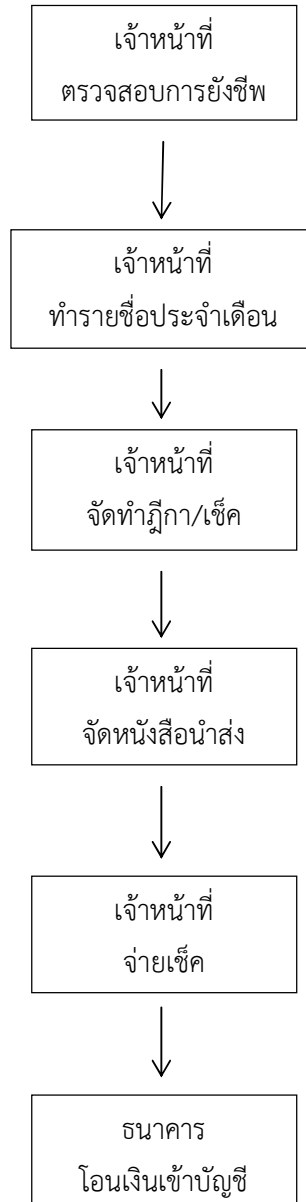 เจ้าหน้าที่
ตรวจสอบการยังชีพ
เจ้าหน้าที่
ทำรายชื่อประจำเดือน
เจ้าหน้าที่
จัดทำฎีกา/เช็ค
เจ้าหน้าที่
จัดหนังสือนำส่ง
เจ้าหน้าที่
จ่ายเช็ค
ธนาคาร
โอนเงินเข้าบัญชี